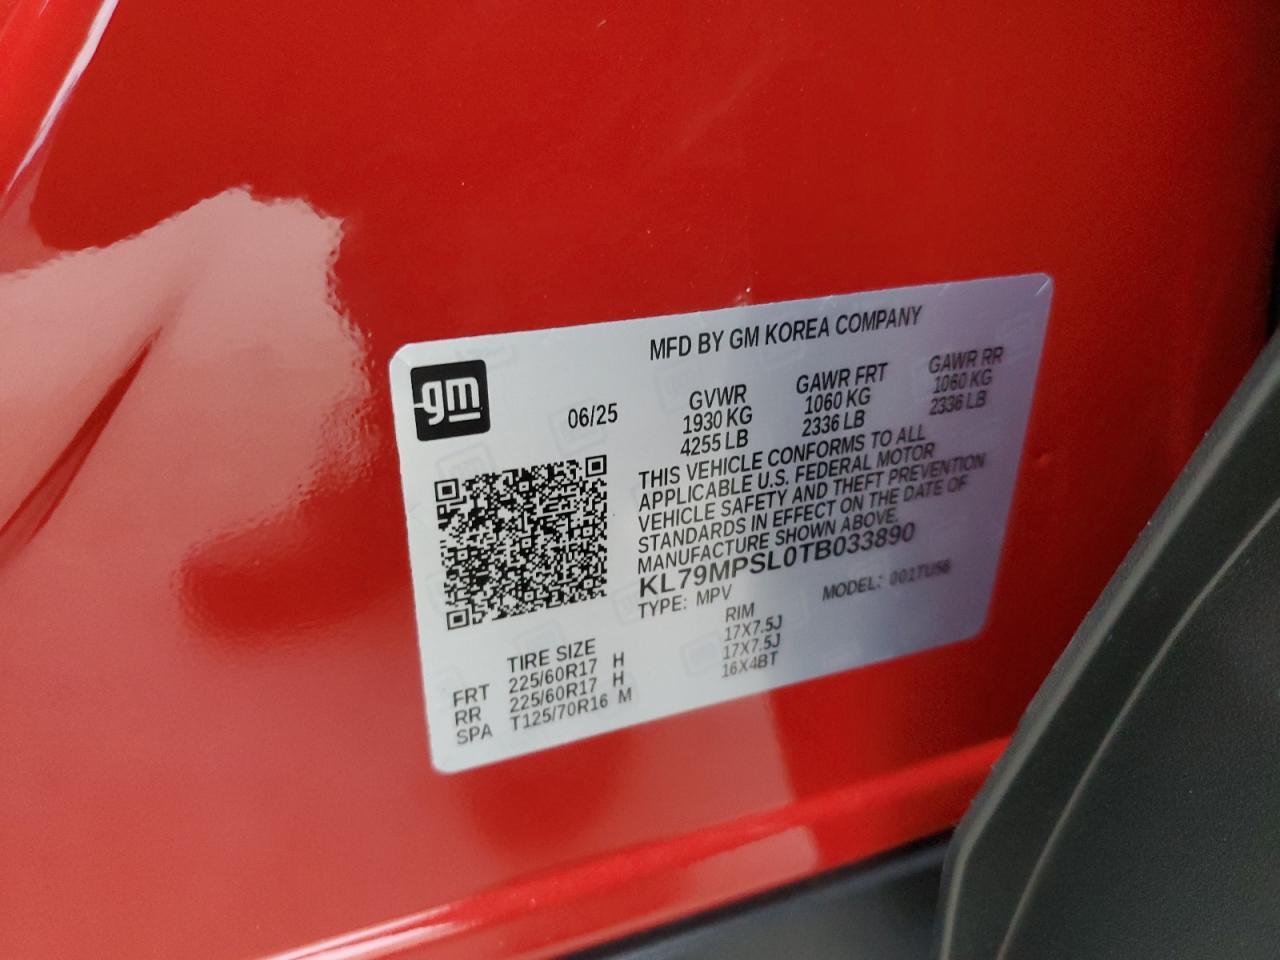 MFD BY GM KOREA COMPANY
gm
06/25
GVWR GAWR FRT GAWR RR
1930 KG 1060 KG 1060 KG
4255 LB 2336 LB 2336 LB
THIS VEHICLE CONFORMS TO ALL
APPLICABLE U.S. FEDERAL MOTOR
VEHICLE SAFETY AND THEFT PREVENTION
STANDARDS IN EFFECT ON THE DATE OF
MANUFACTURE SHOWN ABOVE.
KL79MPSL0TB033890
TYPE: MPV MODEL: 001TU56
TIRE SIZE RIM
FRT 225/60R17 H 17X7.5J
RR 225/60R17 H 17X7.5J
SPA T125/70R16 M 16X4BT